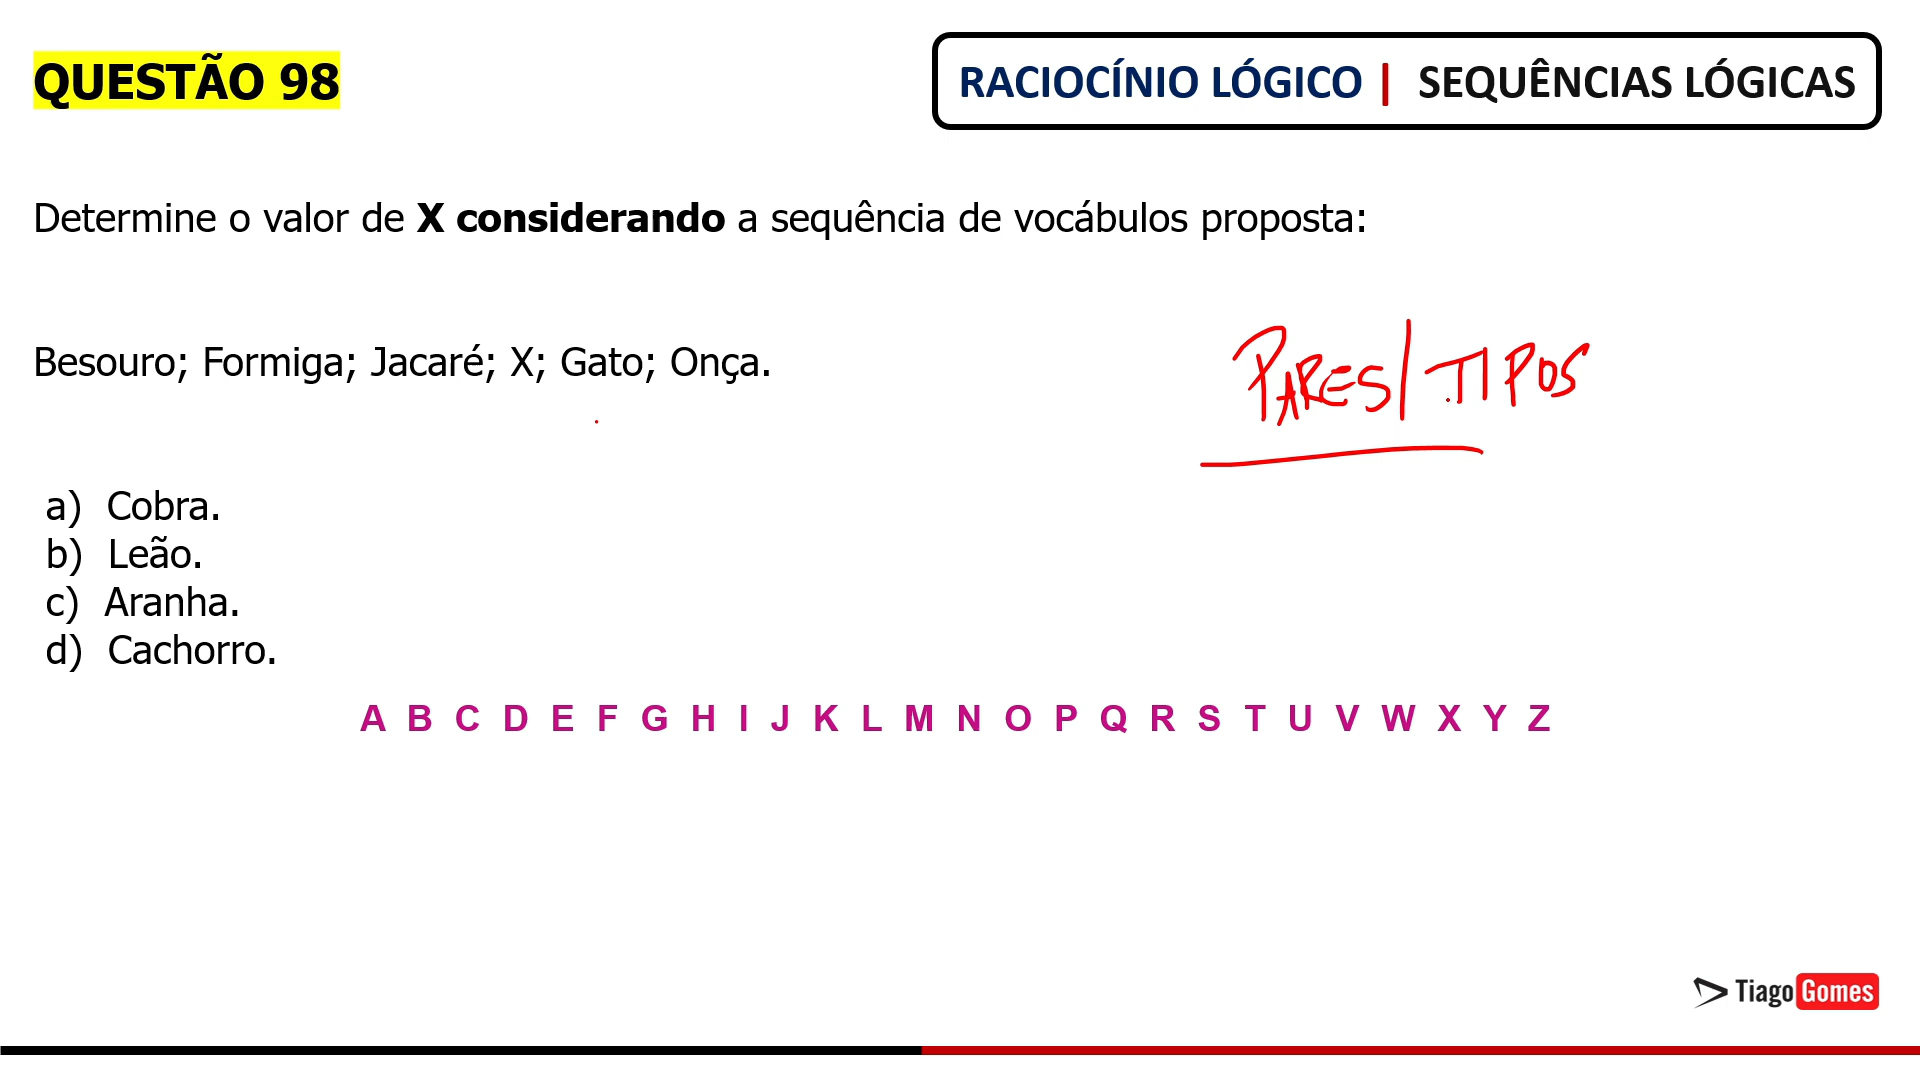 QUESTÃO 98
RACIOCÍNIO LÓGICO | SEQUÊNCIAS LÓGICAS
Determine o valor de X considerando a sequência de vocábulos proposta:
Besouro; Formiga; Jacaré; X; Gato; Onça.
PARES/TIPOS
a) Cobra.
b) Leão.
c) Aranha.
d) Cachorro.
A B C D E F G H I J K L M N O P Q R S T U V W X Y Z
Tiago Gomes